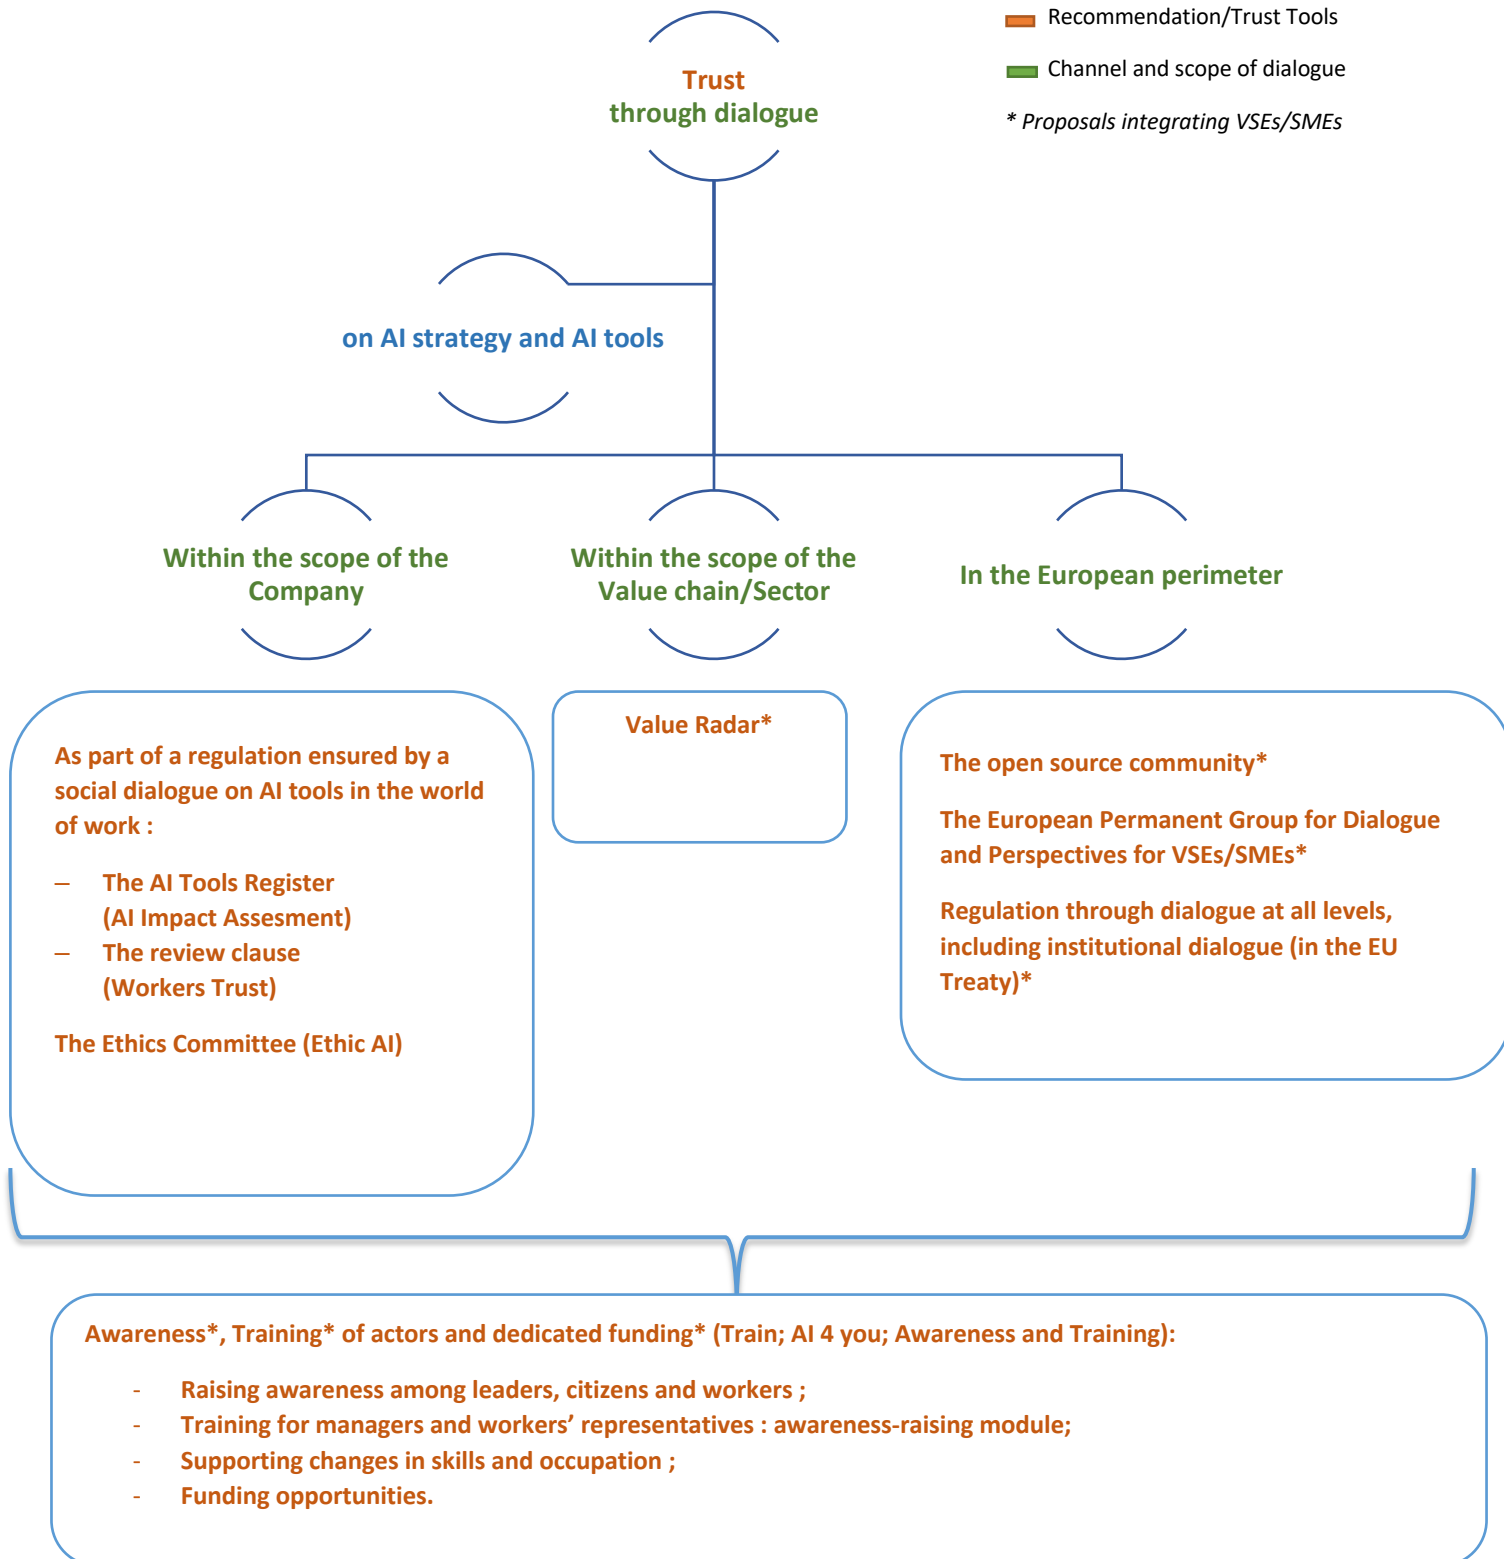 Recommendation/Trust Tools
Channel and scope of dialogue
* Proposals integrating VSEs/SMEs
Trust
through dialogue
on AI strategy and AI tools
Within the scope of the
Company
Within the scope of the
Value chain/Sector
In the European perimeter
As part of a regulation ensured by a
social dialogue on AI tools in the world
of work :
– The AI Tools Register
(AI Impact Assesment)
– The review clause
(Workers Trust)
The Ethics Committee (Ethic AI)
Value Radar*
The open source community*
The European Permanent Group for Dialogue
and Perspectives for VSEs/SMEs*
Regulation through dialogue at all levels,
including institutional dialogue (in the EU
Treaty)*
Awareness*, Training* of actors and dedicated funding* (Train; AI 4 you; Awareness and Training):
- Raising awareness among leaders, citizens and workers ;
- Training for managers and workers’ representatives : awareness-raising module;
- Supporting changes in skills and occupation ;
- Funding opportunities.